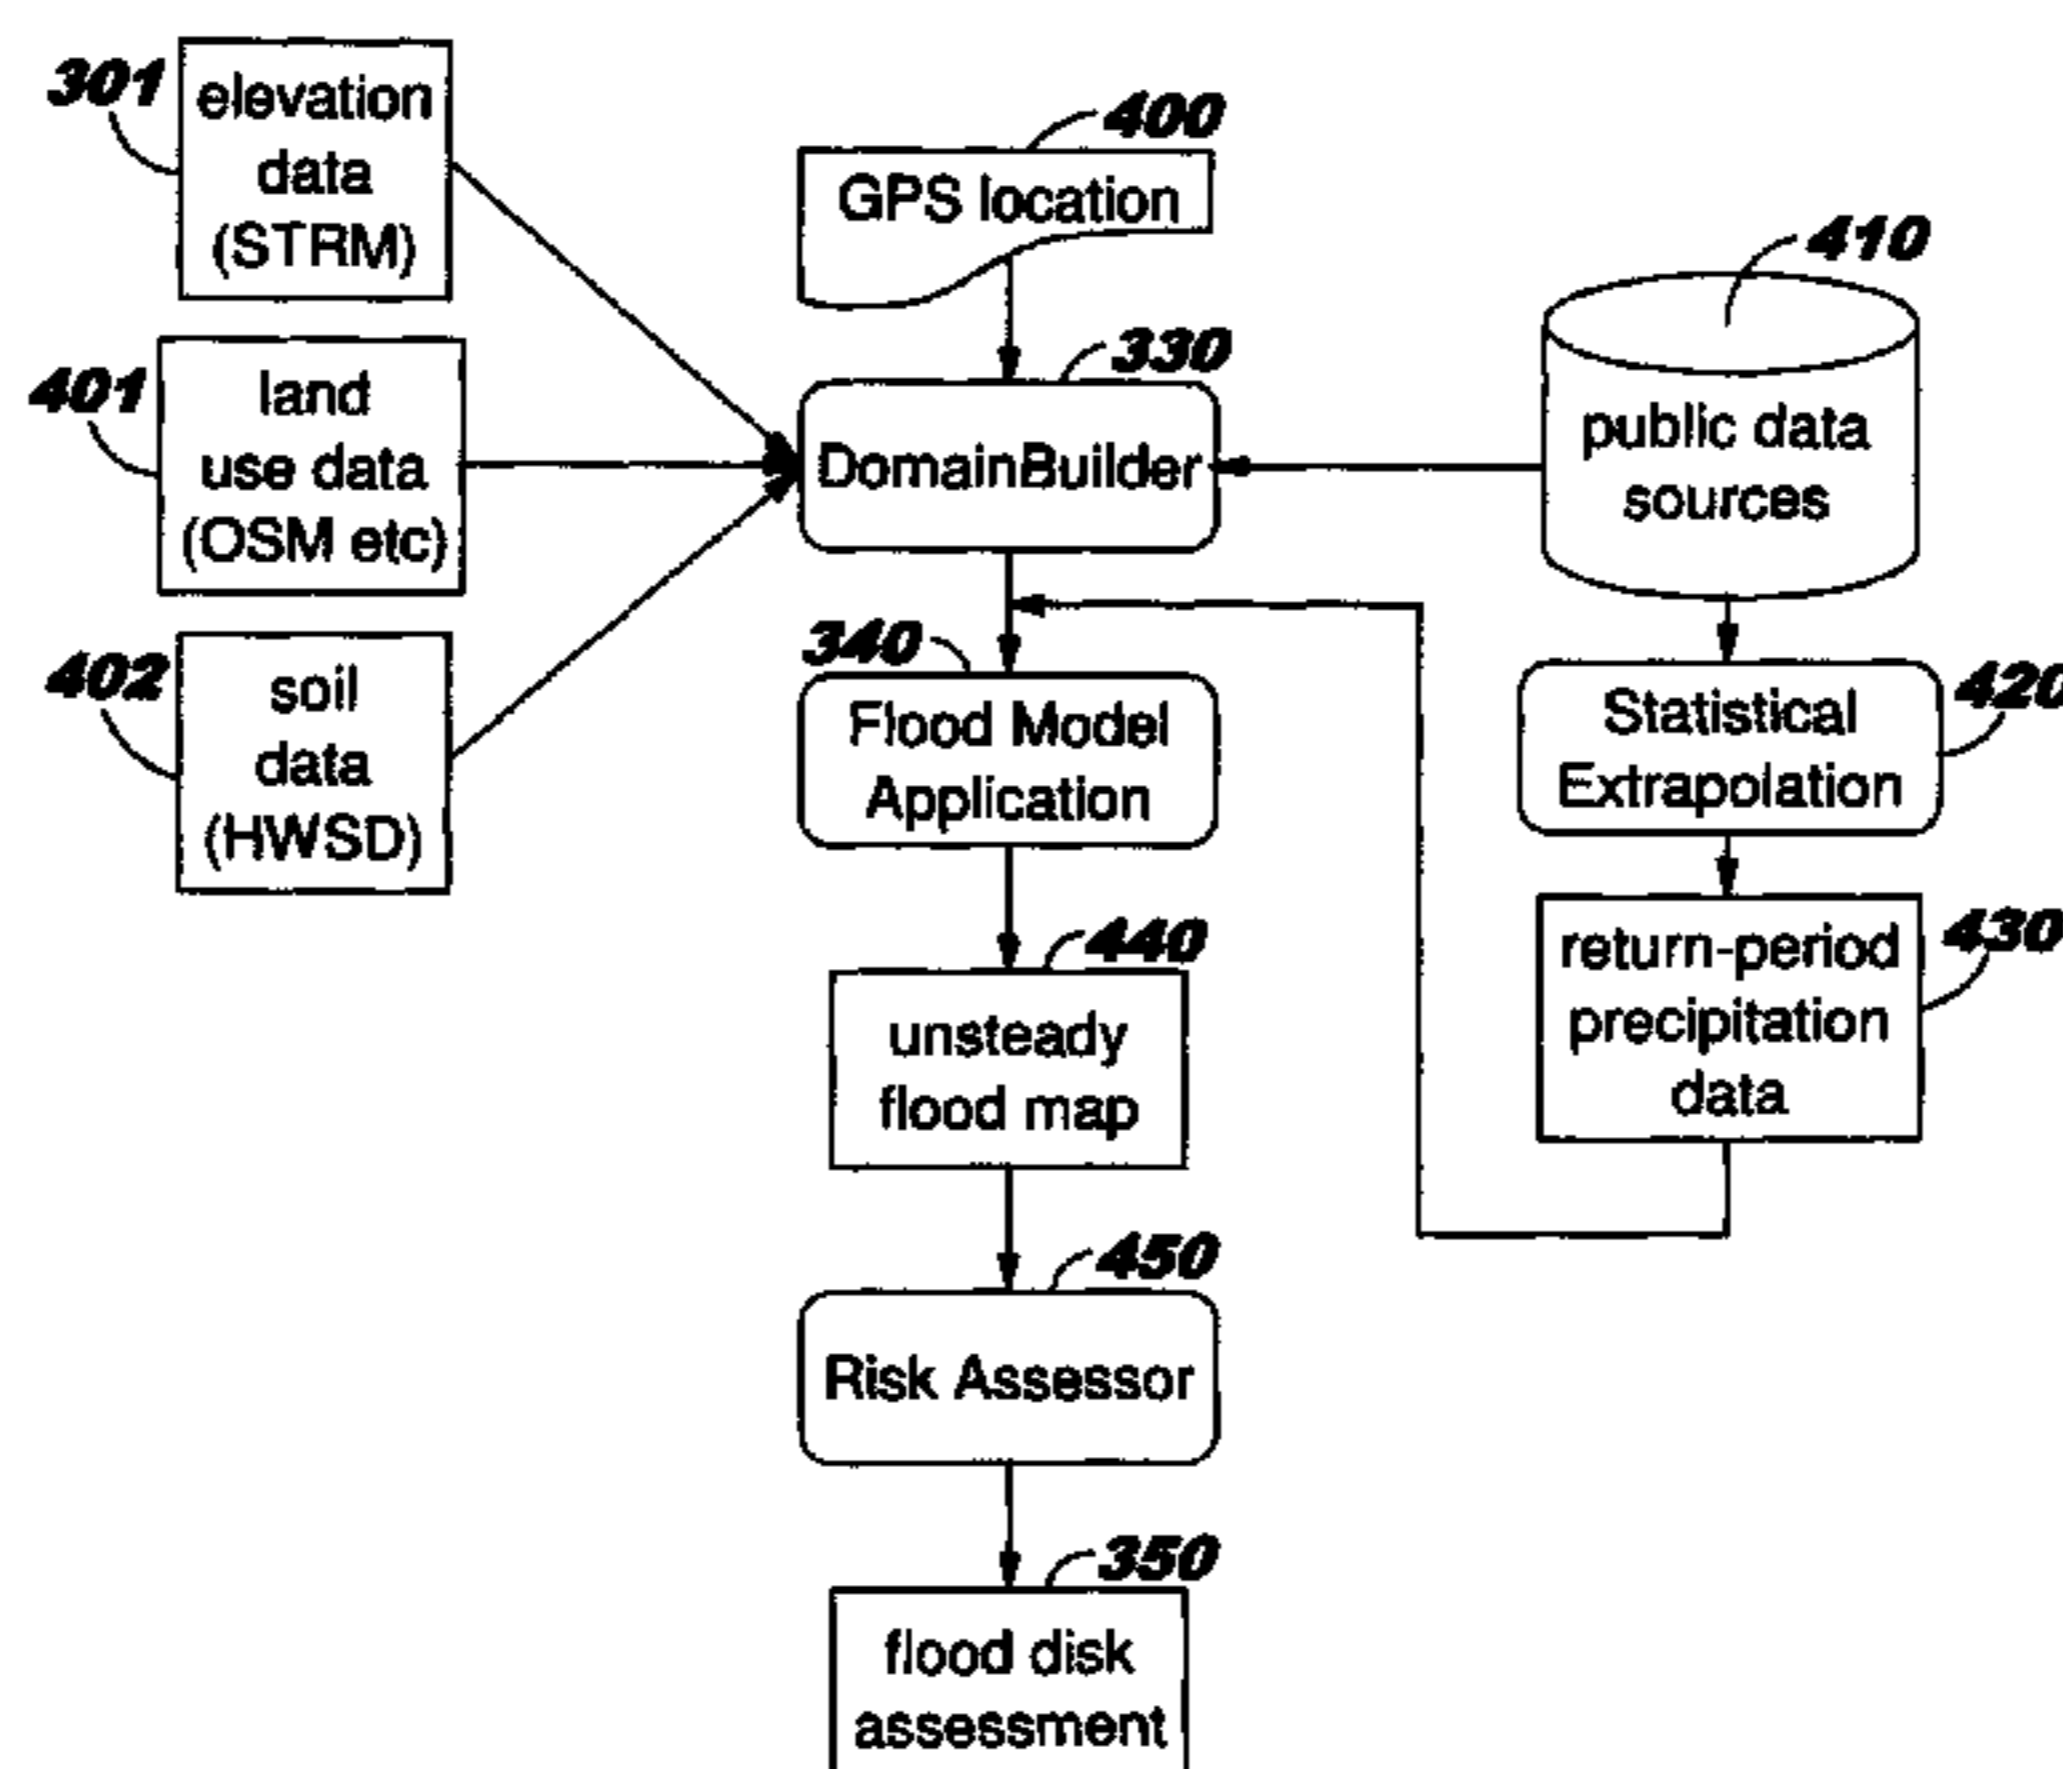 301
elevation
data
(STRM)
401
land
use data
(OSM etc)
402
soil
data
(HWSD)
400
GPS location
330
DomainBuilder
340
Flood Model
Application
440
unsteady
flood map
450
Risk Assessor
350
flood disk
assessment
410
public data
sources
420
Statistical
Extrapolation
430
return-period
precipitation
data